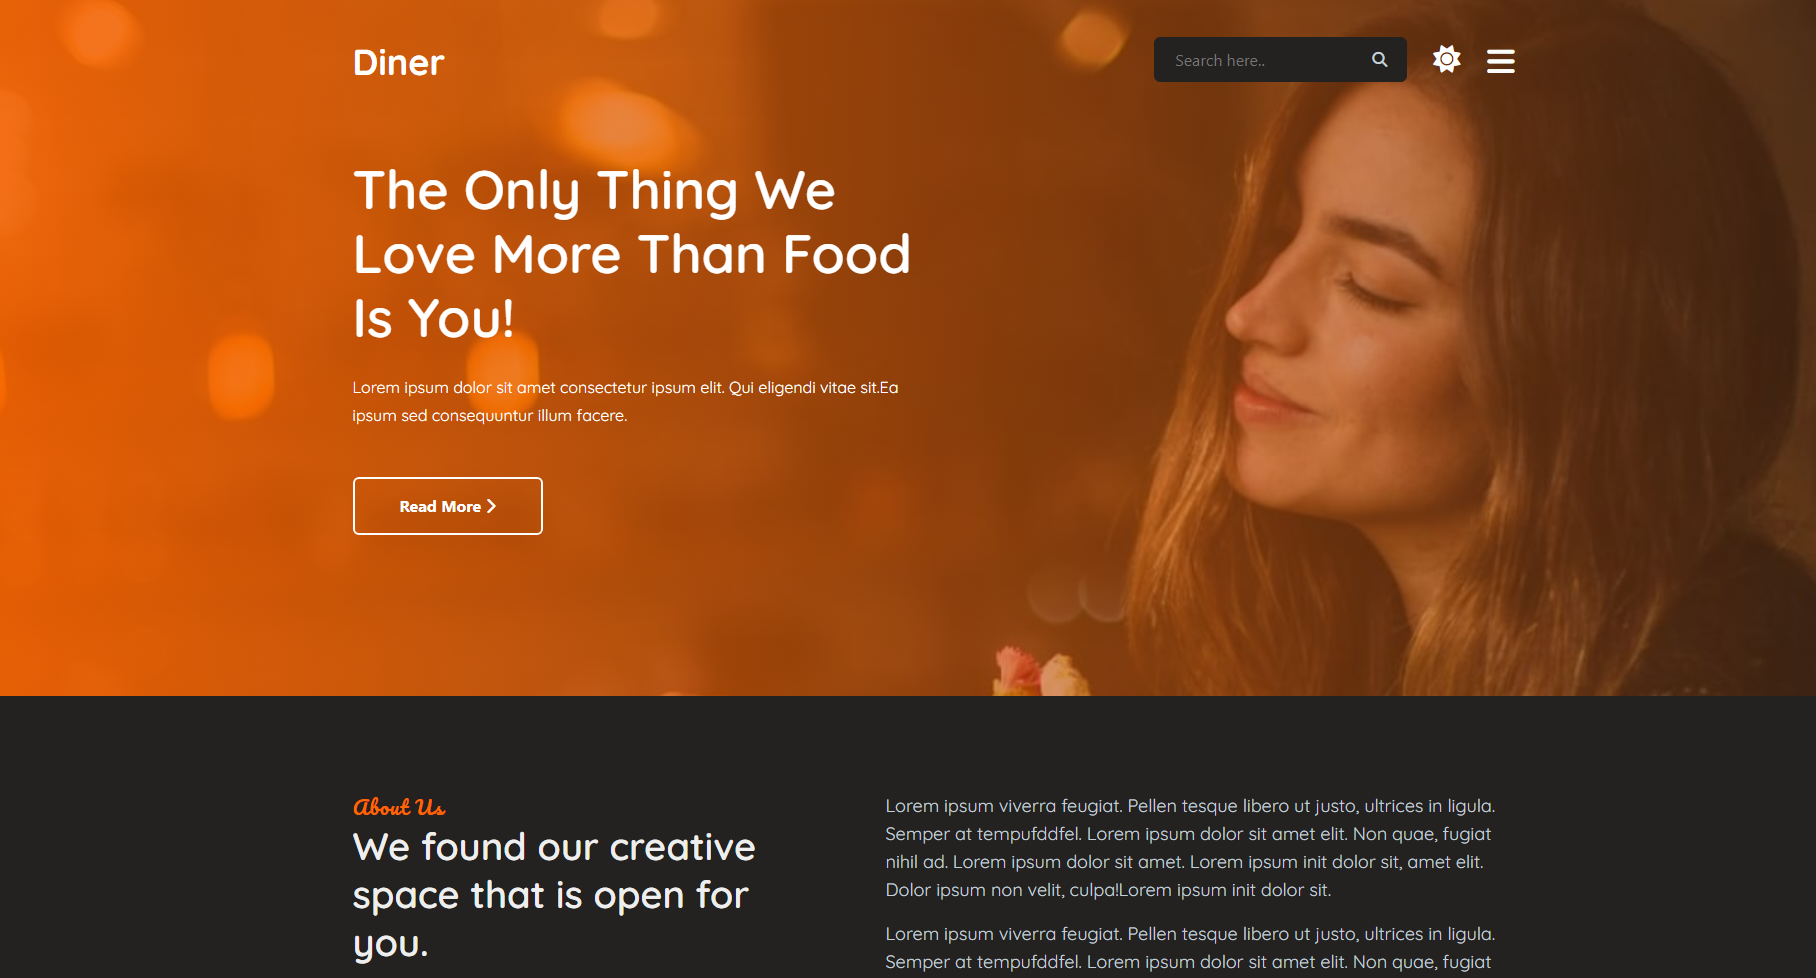 Diner
Search here..
The Only Thing We
Love More Than Food
Is You!
Lorem ipsum dolor sit amet consectetur ipsum elit. Qui eligendi vitae sit.Ea
ipsum sed consequuntur illum facere.
Read More
About Us
We found our creative
space that is open for
you.
Lorem ipsum viverra feugiat. Pellen tesque libero ut justo, ultrices in ligula.
Semper at tempufddfel. Lorem ipsum dolor sit amet elit. Non quae, fugiat
nihil ad. Lorem ipsum dolor sit amet. Lorem ipsum init dolor sit, amet elit.
Dolor ipsum non velit, culpa!Lorem ipsum init dolor sit.
Lorem ipsum viverra feugiat. Pellen tesque libero ut justo, ultrices in ligula.
Semper at tempufddfel. Lorem ipsum dolor sit amet elit. Non quae, fugiat